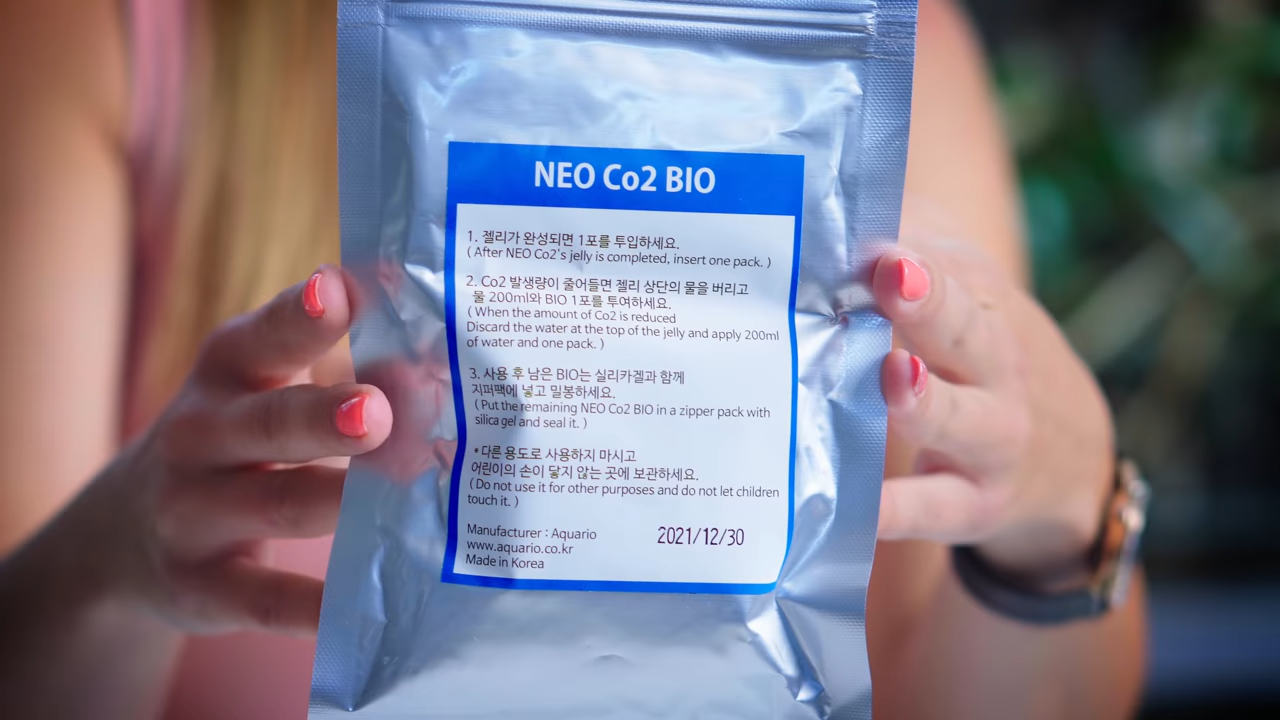 NEO Co2 BIO
1. 젤리가 완성되면 1포를 투입하세요.
( After NEO Co2's jelly is completed, insert one pack. )
2. Co2 발생량이 줄어들면 젤리 상단의 물을 버리고
물 200ml와 BIO 1포를 투여하세요.
( When the amount of Co2 is reduced
Discard the water at the top of the jelly and apply 200ml
of water and one pack. )
3. 사용 후 남은 BIO는 실리카겔과 함께
지퍼팩에 넣고 밀봉하세요.
( Put the remaining NEO Co2 BIO in a zipper pack with
silica gel and seal it. )
* 다른 용도로 사용하지 마시고
어린이의 손이 닿지 않는 곳에 보관하세요.
( Do not use it for other purposes and do not let children
touch it. )
Manufacturer : Aquario
www.aquario.co.kr
Made in Korea
2021/12/30